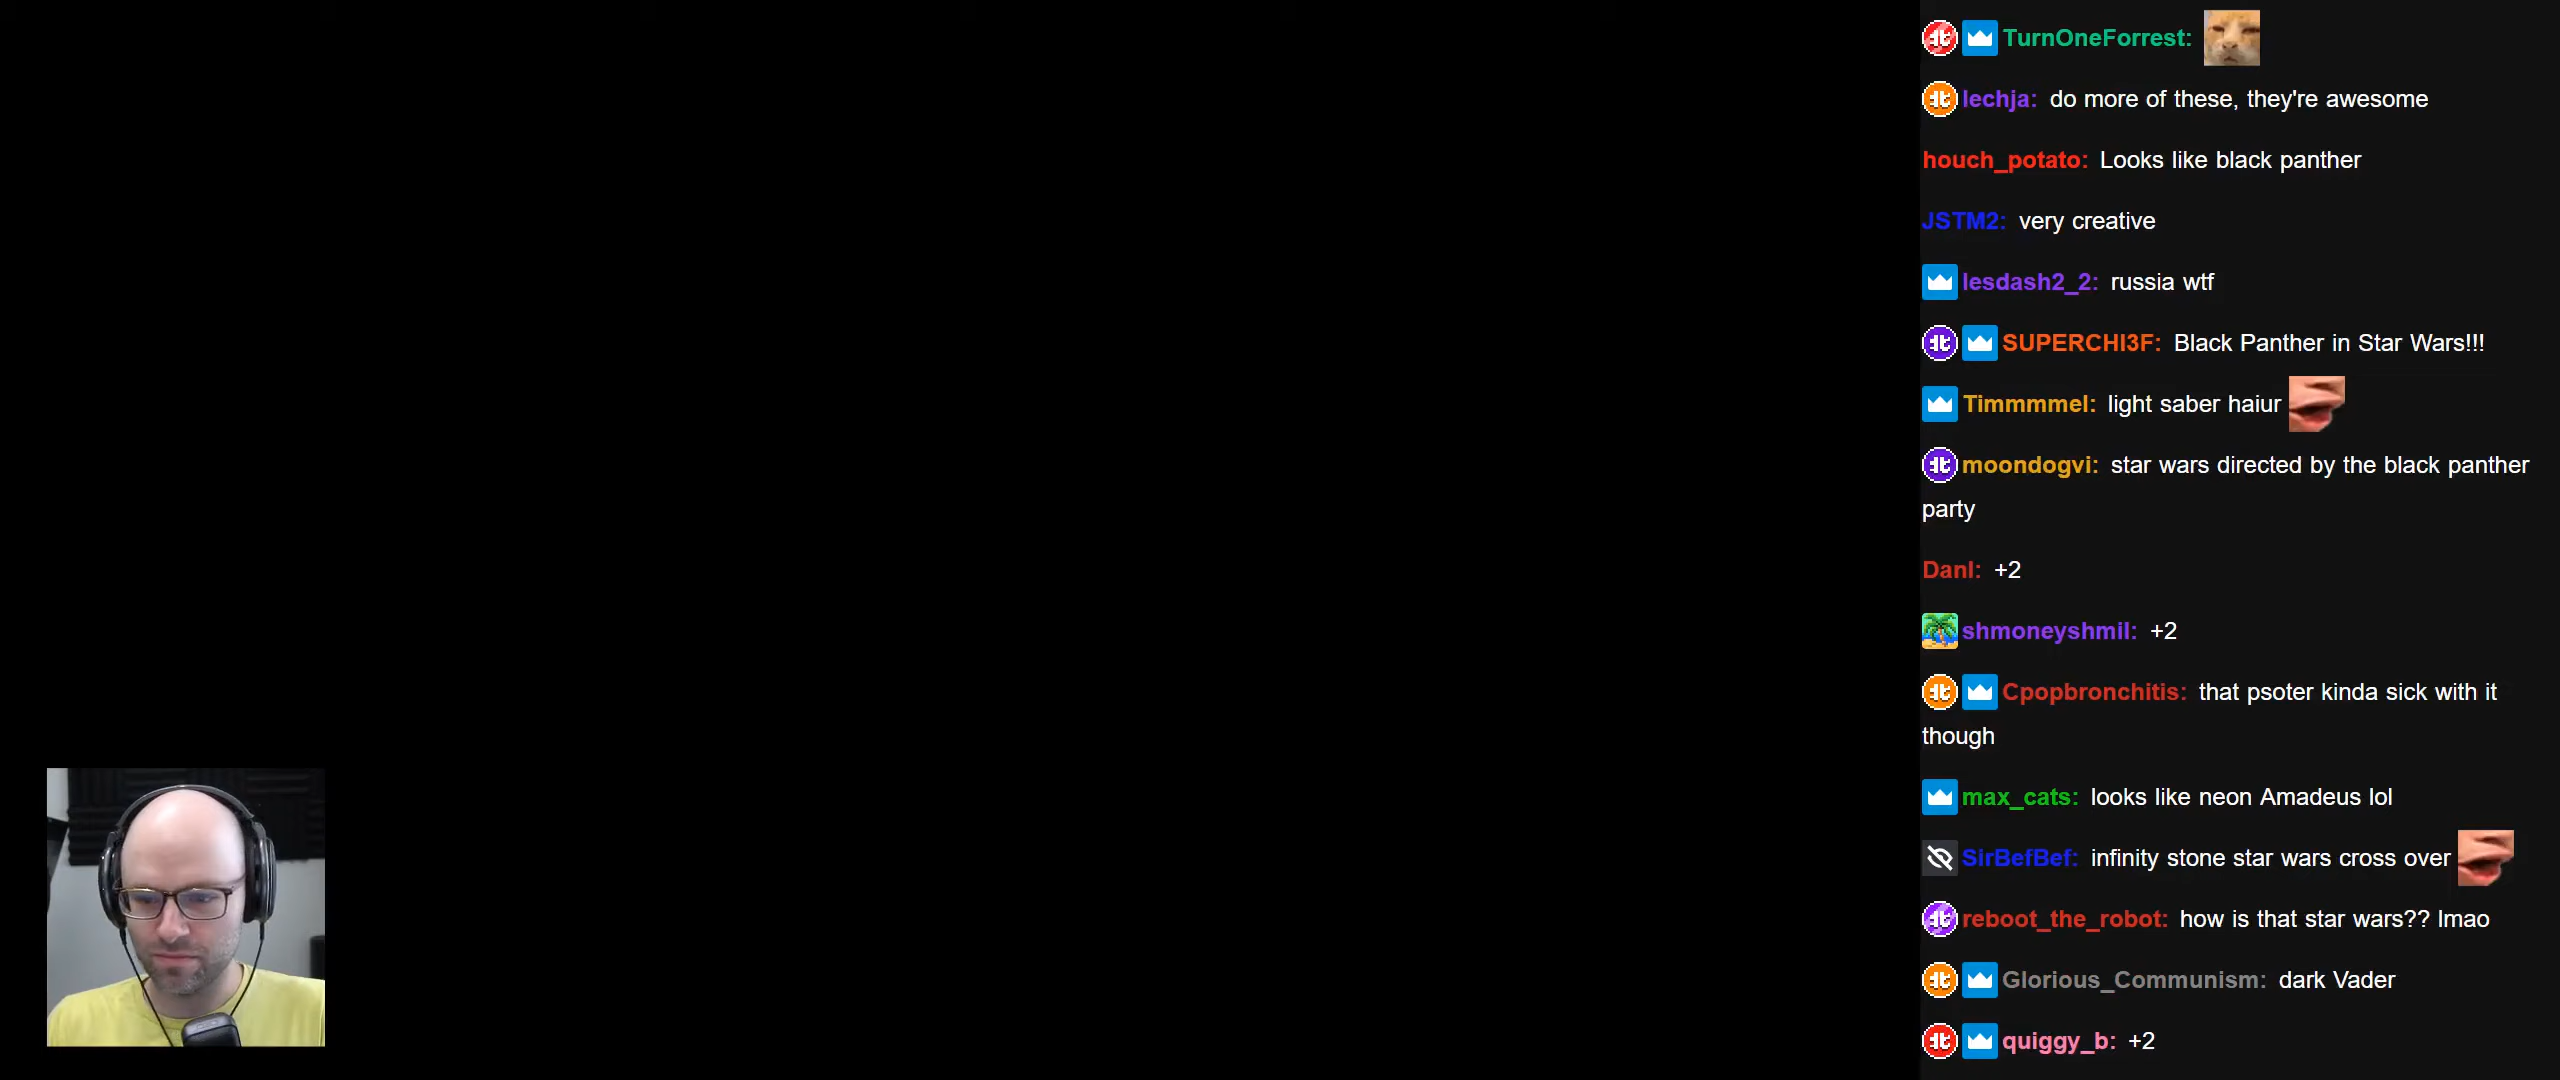 TurnOneForrest:
lechja: do more of these, they're awesome
houch_potato: Looks like black panther
JSTM2: very creative
lesdash2_2: russia wtf
SUPERCHI3F: Black Panther in Star Wars!!!
Timmmmel: light saber haiur
moondogvi: star wars directed by the black panther
party
Danl: +2
shmoneyshmil: +2
Cpopbronchitis: that psoter kinda sick with it
though
max_cats: looks like neon Amadeus lol
SirBefBef: infinity stone star wars cross over
reboot_the_robot: how is that star wars?? lmao
Glorious_Communism: dark Vader
quiggy_b: +2